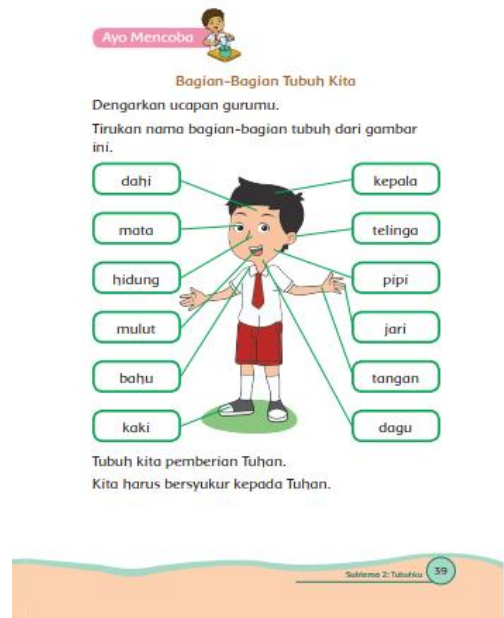 Ayo Mencoba
Bagian-Bagian Tubuh Kita
Dengarkan ucapan gurumu.
Tirukan nama bagian-bagian tubuh dari gambar
ini.
dahi
kepala
mata
telinga
hidung
pipi
mulut
jari
bahu
tangan
kaki
dagu
Tubuh kita pemberian Tuhan.
Kita harus bersyukur kepada Tuhan.
Subtema 2: Tubuhku
39